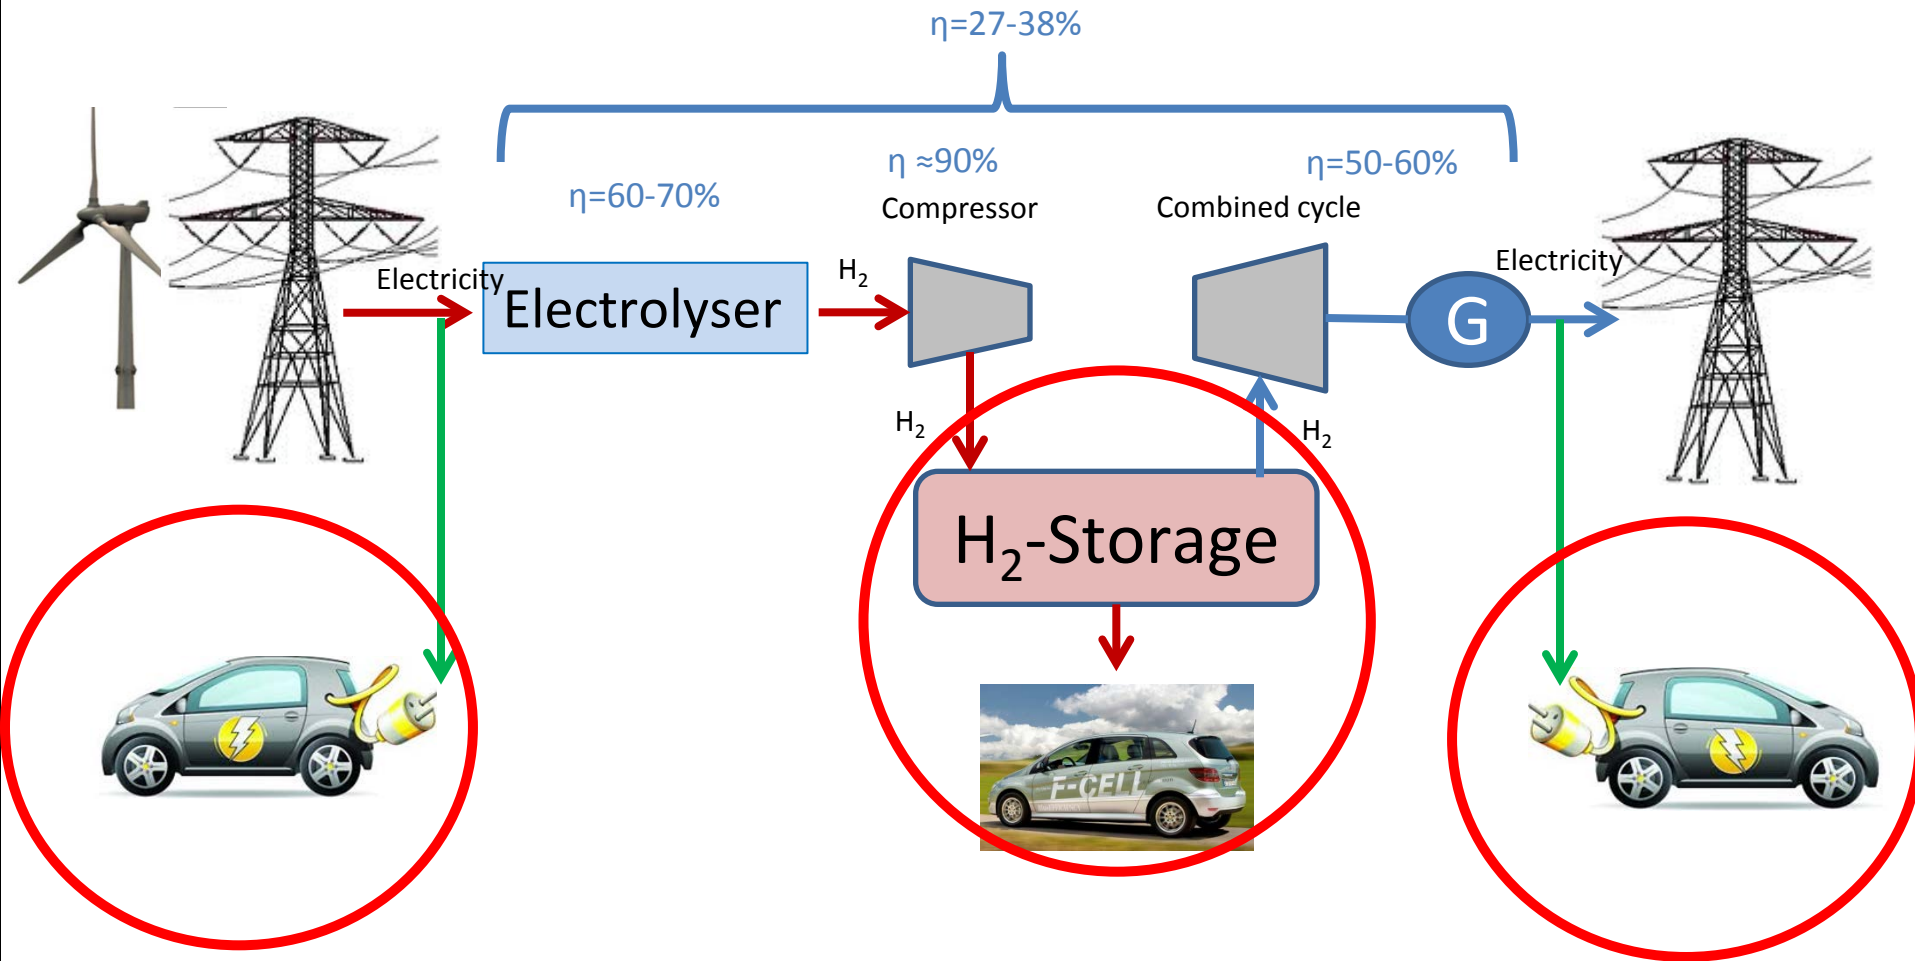 η=27-38%
η ≈90%
η=50-60%
η=60-70%
Compressor
Combined cycle
Electricity
Electrolyser
H₂
Electricity
G
H₂
H₂
H₂-Storage
F-CELL